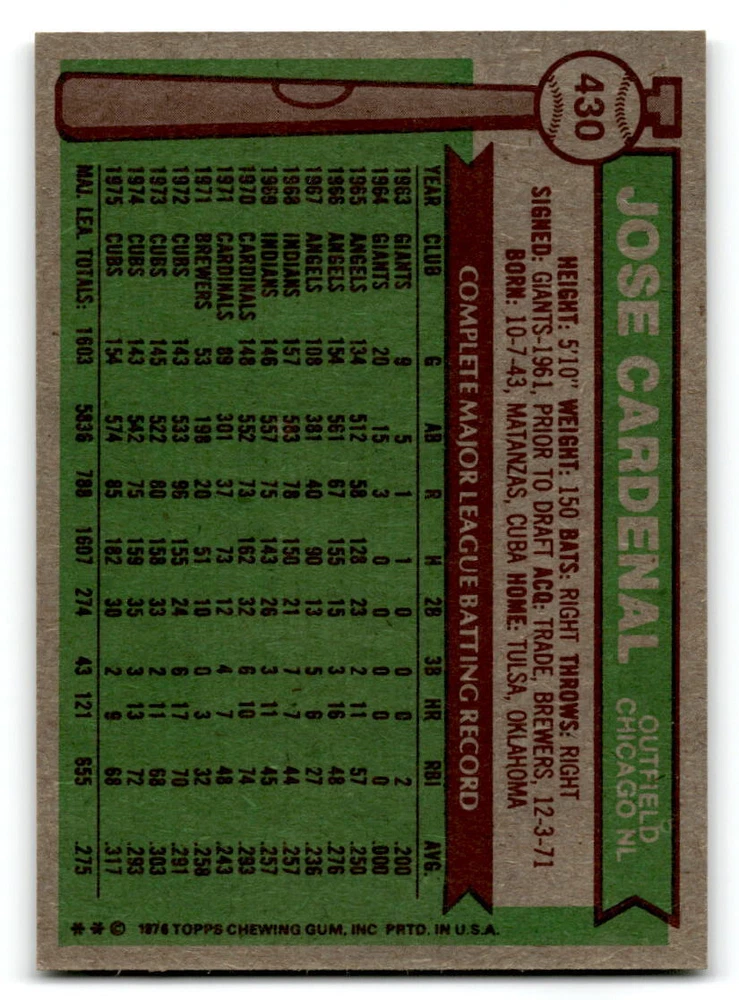 430
JOSE CARDENAL
OUTFIELD
CHICAGO NL
HEIGHT: 5'10" WEIGHT: 150 BATS: RIGHT THROWS: RIGHT
SIGNED: GIANTS-1961, PRIOR TO DRAFT ACQ: TRADE, BREWERS, 12-3-71
BORN: 10-7-43, MATANZAS, CUBA HOME: TULSA, OKLAHOMA
COMPLETE MAJOR LEAGUE BATTING RECORD
YEAR CLUB G AB R H 2B 3B HR RBI AVG.
1963 GIANTS 9 5 1 1 0 0 0 2 .200
1964 GIANTS 20 15 3 0 0 0 0 0 .000
1965 ANGELS 134 512 58 128 23 2 11 57 .250
1966 ANGELS 154 561 67 155 15 3 16 48 .276
1967 ANGELS 108 381 40 90 13 5 6 27 .236
1968 INDIANS 157 583 78 150 21 7 7 44 .257
1969 INDIANS 146 557 75 143 26 3 11 45 .257
1970 CARDINALS 148 552 73 162 32 6 10 74 .293
1971 CARDINALS 89 301 37 73 12 4 7 48 .243
1971 BREWERS 53 198 20 51 10 0 3 32 .258
1972 CUBS 143 533 96 155 24 6 17 70 .291
1973 CUBS 145 522 80 158 33 2 11 68 .303
1974 CUBS 143 542 75 159 35 3 13 72 .293
1975 CUBS 154 574 85 182 30 2 9 68 .317
MAJ. LEA. TOTALS: 1603 5836 788 1607 274 43 121 655 .275
** © 1976 TOPPS CHEWING GUM, INC PRTD. IN U.S.A.